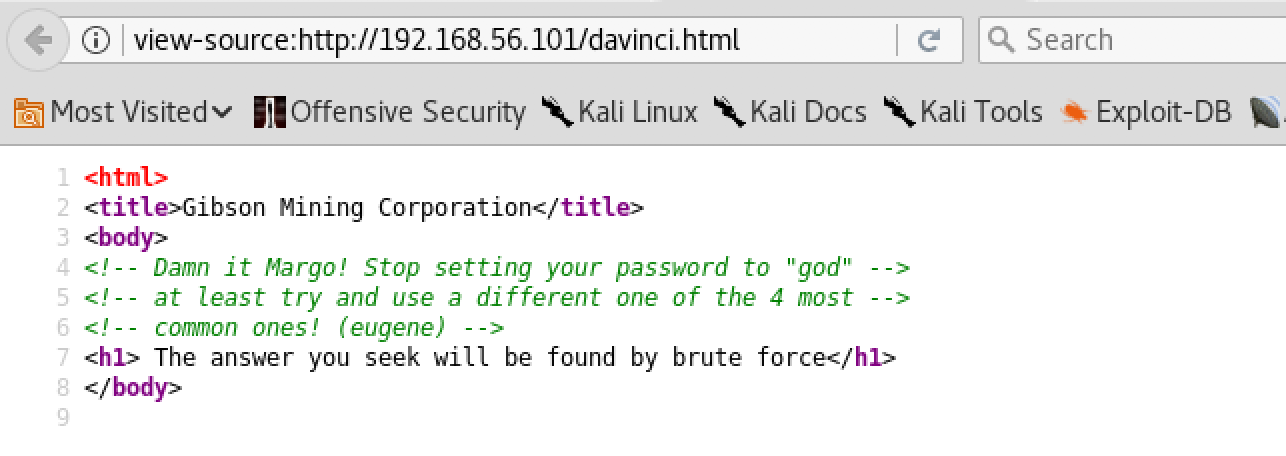 view-source:http://192.168.56.101/davinci.html Search
Most Visited Offensive Security Kali Linux Kali Docs Kali Tools Exploit-DB
1 <html>
2 <title>Gibson Mining Corporation</title>
3 <body>
4 <!-- Damn it Margo! Stop setting your password to "god" -->
5 <!-- at least try and use a different one of the 4 most -->
6 <!-- common ones! (eugene) -->
7 <h1> The answer you seek will be found by brute force</h1>
8 </body>
9